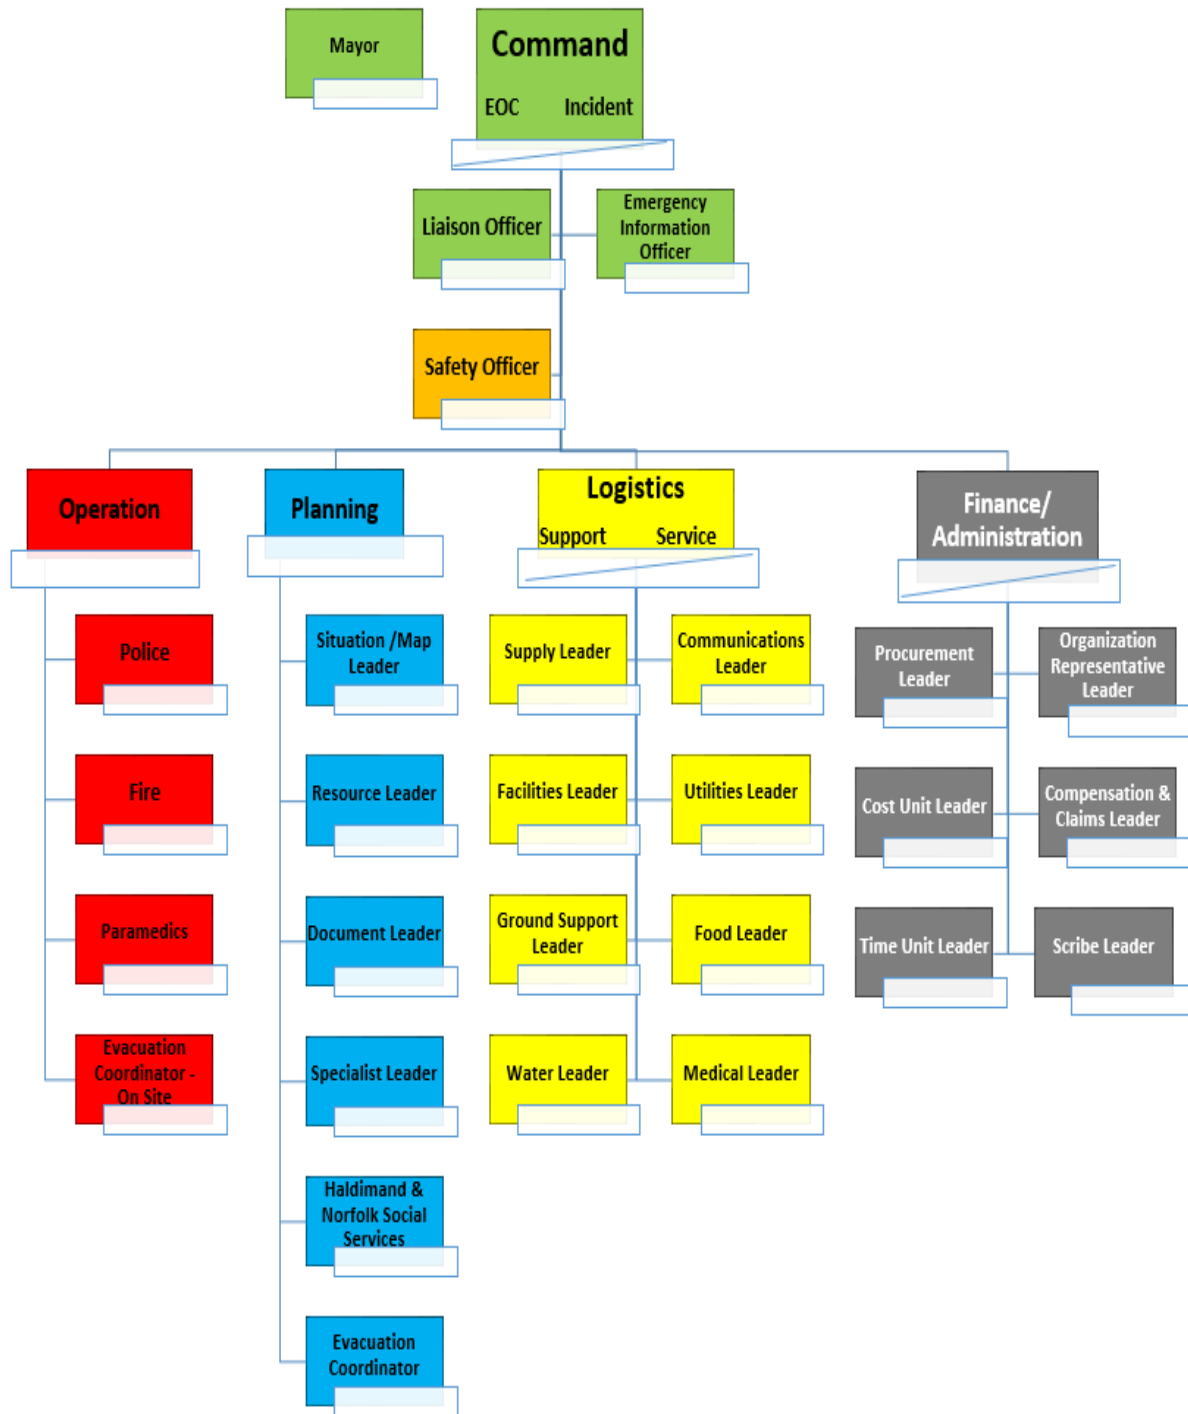 Mayor
Command
EOC Incident
Liaison Officer
Emergency
Information
Officer
Safety Officer
Operation
Police
Fire
Paramedics
Evacuation
Coordinator -
On Site
Planning
Situation /Map
Leader
Resource Leader
Document Leader
Specialist Leader
Haldimand &
Norfolk Social
Services
Evacuation
Coordinator
Logistics
Support Service
Supply Leader
Communications
Leader
Facilities Leader
Utilities Leader
Ground Support
Leader
Food Leader
Water Leader
Medical Leader
Finance/
Administration
Procurement
Leader
Organization
Representative
Leader
Cost Unit Leader
Compensation &
Claims Leader
Time Unit Leader
Scribe Leader